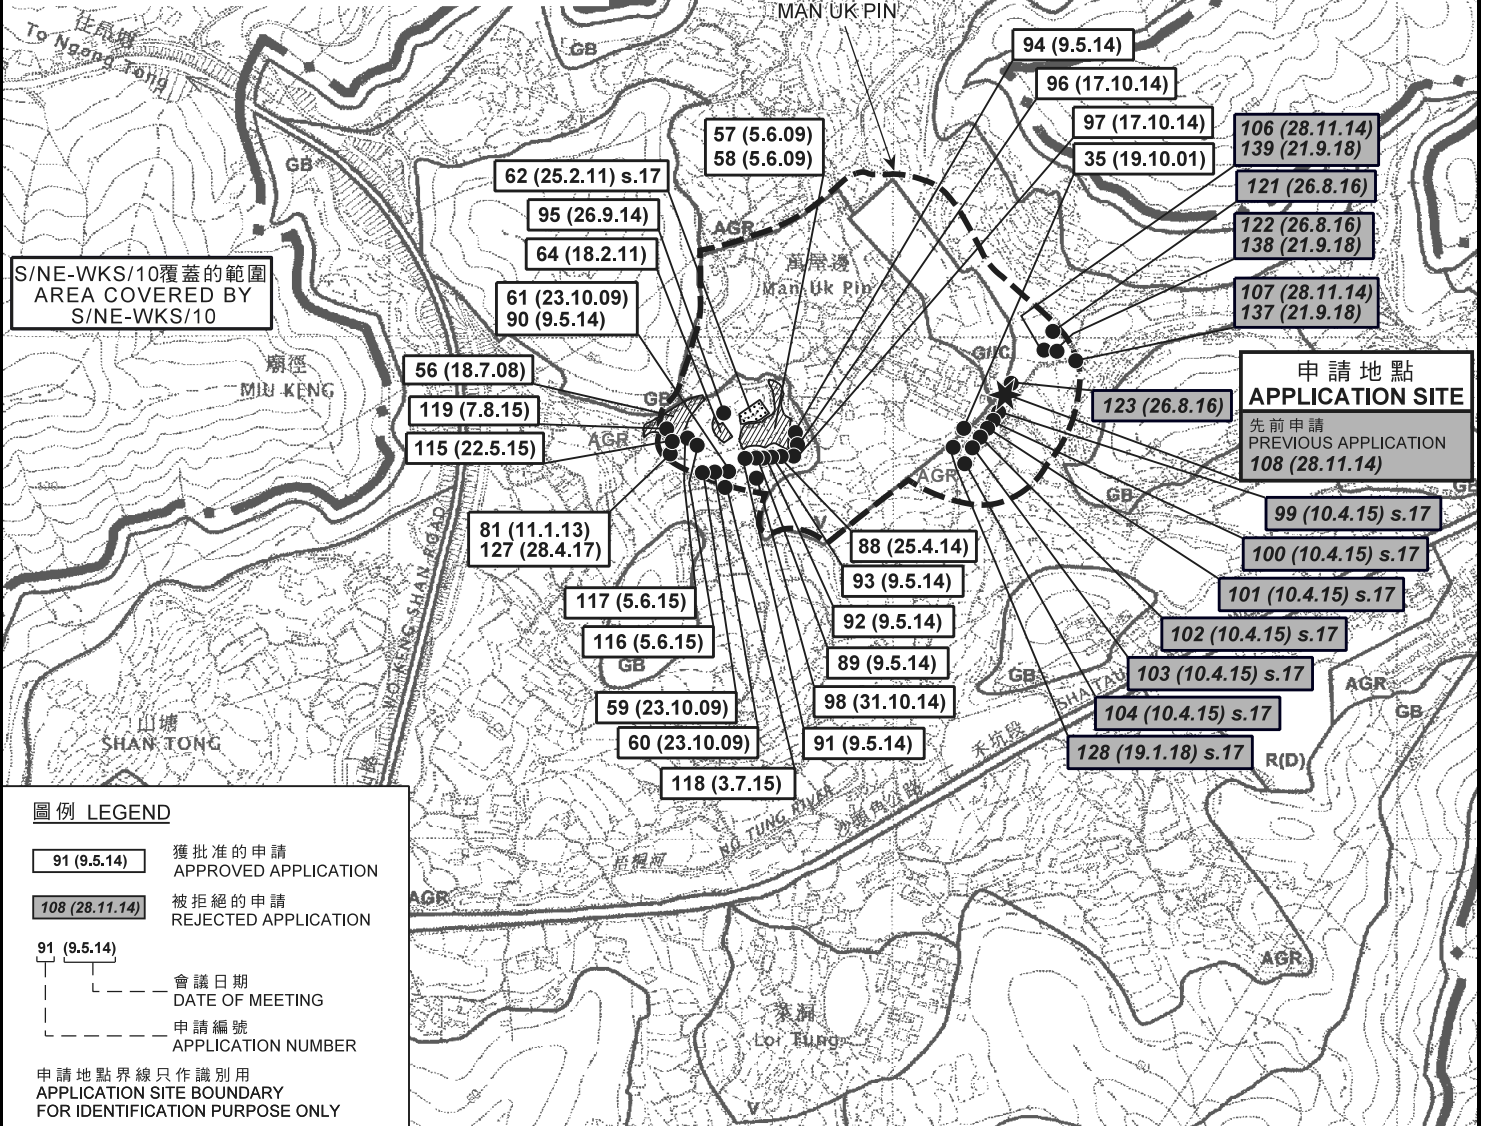 MAN UK PIN
往昂塘
To Ngong Tong
GB
94 (9.5.14)
96 (17.10.14)
97 (17.10.14)
35 (19.10.01)
57 (5.6.09)
58 (5.6.09)
106 (28.11.14)
139 (21.9.18)
121 (26.8.16)
122 (26.8.16)
138 (21.9.18)
107 (28.11.14)
137 (21.9.18)
GB
62 (25.2.11) s.17
95 (26.9.14)
64 (18.2.11)
61 (23.10.09)
90 (9.5.14)
AGR
萬屋邊
Man Uk Pin
S/NE-WKS/10覆蓋的範圍
AREA COVERED BY
S/NE-WKS/10
廟徑
MIU KENG
56 (18.7.08)
119 (7.8.15)
115 (22.5.15)
GB
AGR
G/IC
123 (26.8.16)
申請地點
APPLICATION SITE
先前申請
PREVIOUS APPLICATION
108 (28.11.14)
AGR
GB
GB
V
81 (11.1.13)
127 (28.4.17)
88 (25.4.14)
93 (9.5.14)
92 (9.5.14)
89 (9.5.14)
98 (31.10.14)
91 (9.5.14)
99 (10.4.15) s.17
100 (10.4.15) s.17
101 (10.4.15) s.17
102 (10.4.15) s.17
103 (10.4.15) s.17
104 (10.4.15) s.17
128 (19.1.18) s.17
117 (5.6.15)
116 (5.6.15)
GB
59 (23.10.09)
60 (23.10.09)
118 (3.7.15)
WO KENG SHAN ROAD
山塘
SHAN TONG
GB
SHA TAU
AGR
GB
R(D)
禾坑段
沙頭角公路
NG TUNG RIVER
梧桐河
AGR
AGR
萊洞
Loi Tung
V
圖例 LEGEND
91 (9.5.14)
獲批准的申請
APPROVED APPLICATION
108 (28.11.14)
被拒絕的申請
REJECTED APPLICATION
91 (9.5.14)
會議日期
DATE OF MEETING
申請編號
APPLICATION NUMBER
申請地點界線只作識別用
APPLICATION SITE BOUNDARY
FOR IDENTIFICATION PURPOSE ONLY